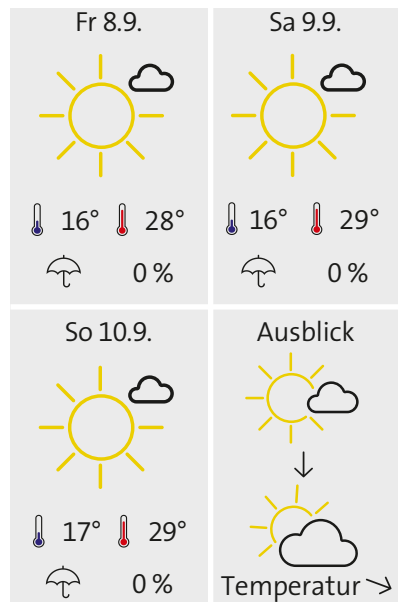 Fr 8.9.
16° 28°
0 %
Sa 9.9.
16° 29°
0 %
So 10.9.
17° 29°
0 %
Ausblick
Temperatur